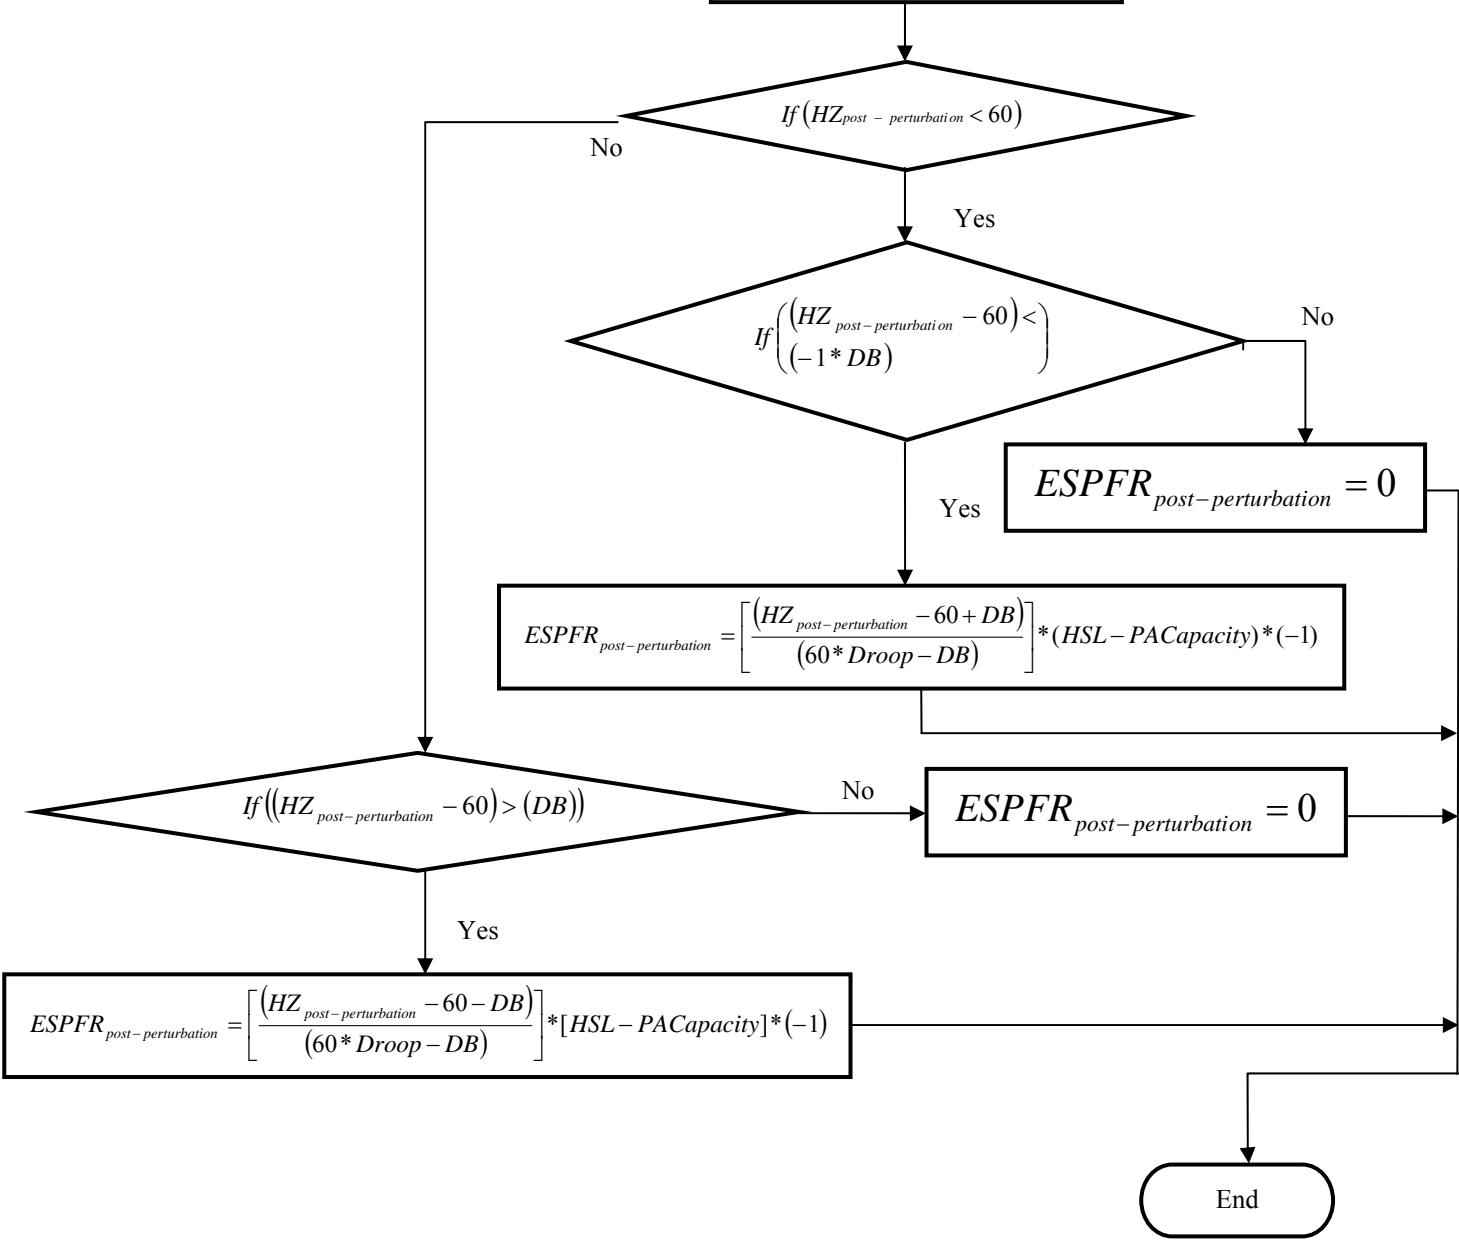 If (HZpost - perturbation < 60)
No
Yes
If ( (HZ post-perturbation - 60) <
(-1 * DB) )
No
ESPFR post-perturbation = 0
Yes
ESPFR post-perturbation = [ (HZ post-perturbation - 60 + DB) / (60 * Droop - DB) ] * (HSL - PACapacity) * (-1)
If ((HZ post-perturbation - 60) > (DB))
No
ESPFR post-perturbation = 0
Yes
ESPFR post-perturbation = [ (HZ post-perturbation - 60 - DB) / (60 * Droop - DB) ] * [HSL - PACapacity] * (-1)
End